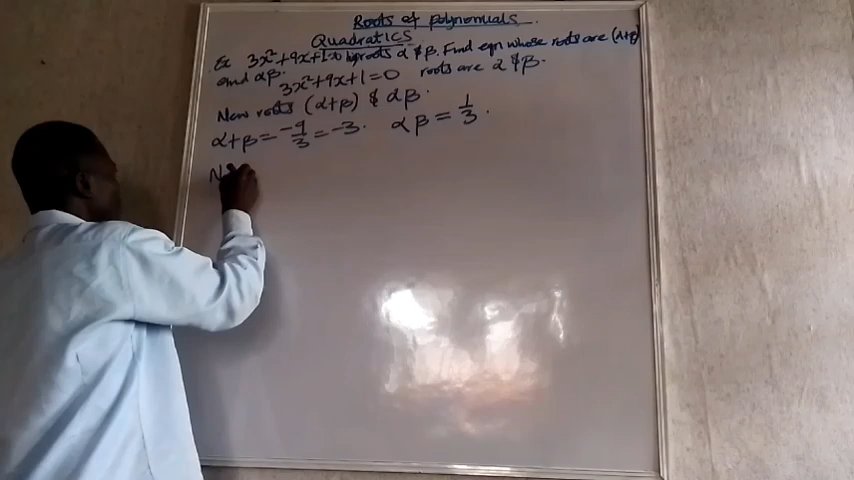 Roots of polynomials.
Quadratics
Ex 3x²+9x+1=0 has roots α & β. Find eqn whose roots are (α+β)
and αβ.
3x²+9x+1=0 roots are α & β.
New roots (α+β) & αβ.
α+β = -9/3 = -3. αβ = 1/3.
N